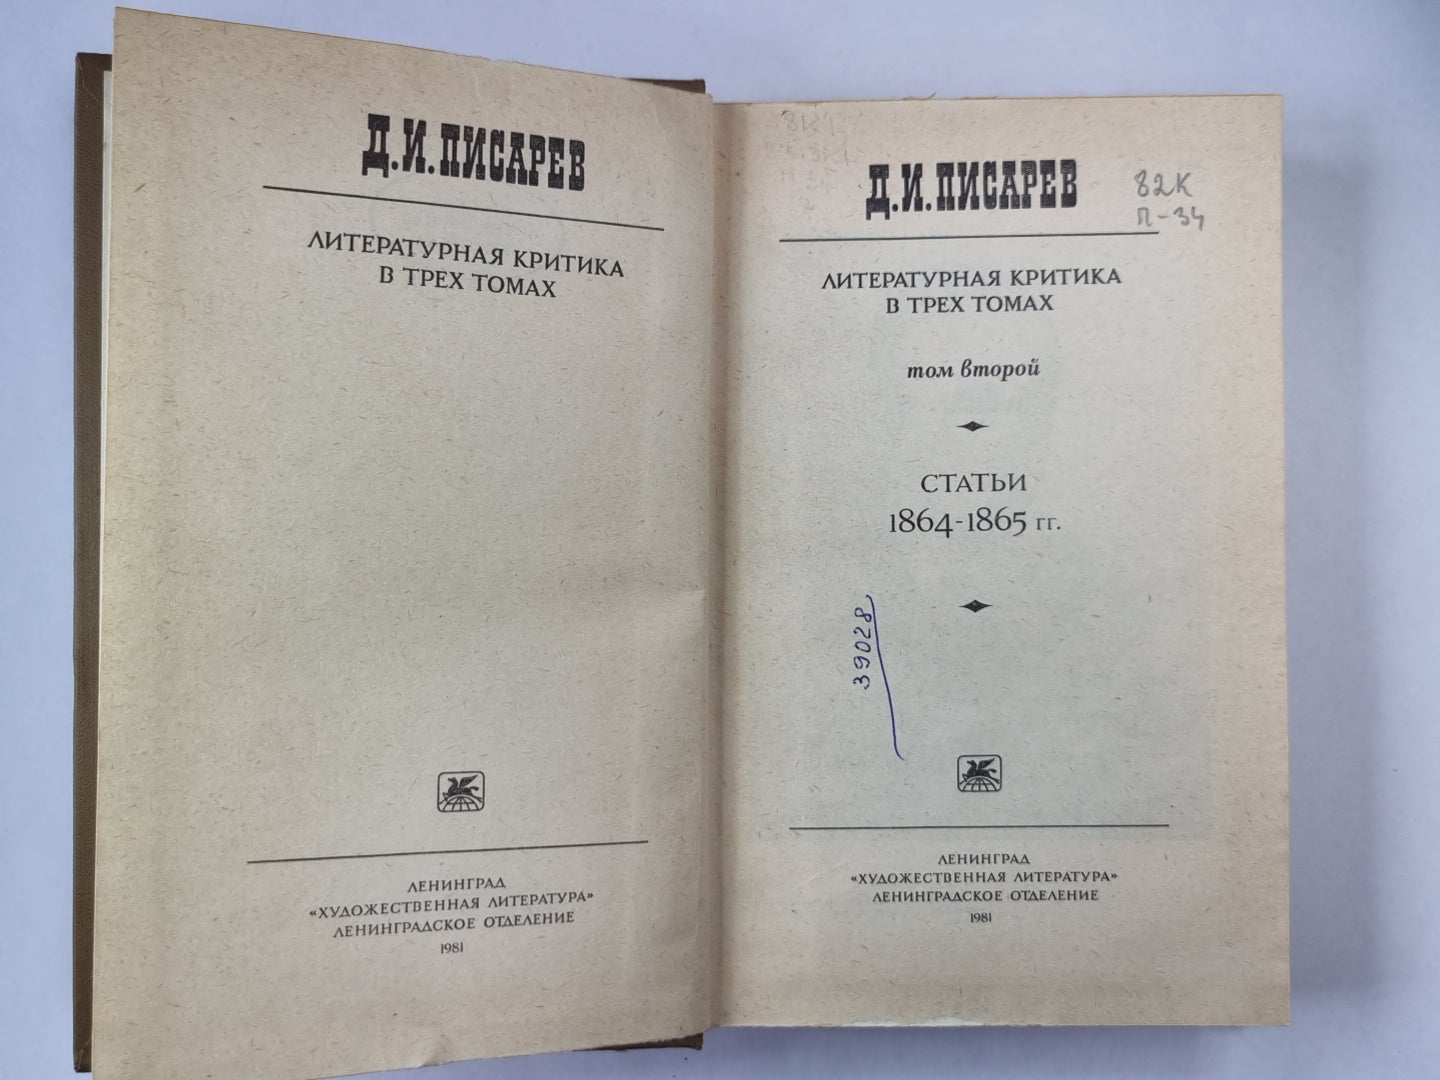 Д.И.ПИСАРЕВ
ЛИТЕРАТУРНАЯ КРИТИКА
В ТРЕХ ТОМАХ
ЛЕНИНГРАД
«ХУДОЖЕСТВЕННАЯ ЛИТЕРАТУРА»
ЛЕНИНГРАДСКОЕ ОТДЕЛЕНИЕ
1981
Д.И.ПИСАРЕВ
82К
П-34
ЛИТЕРАТУРНАЯ КРИТИКА
В ТРЕХ ТОМАХ
том второй
СТАТЬИ
1864-1865 гг.
39028
ЛЕНИНГРАД
«ХУДОЖЕСТВЕННАЯ ЛИТЕРАТУРА»
ЛЕНИНГРАДСКОЕ ОТДЕЛЕНИЕ
1981